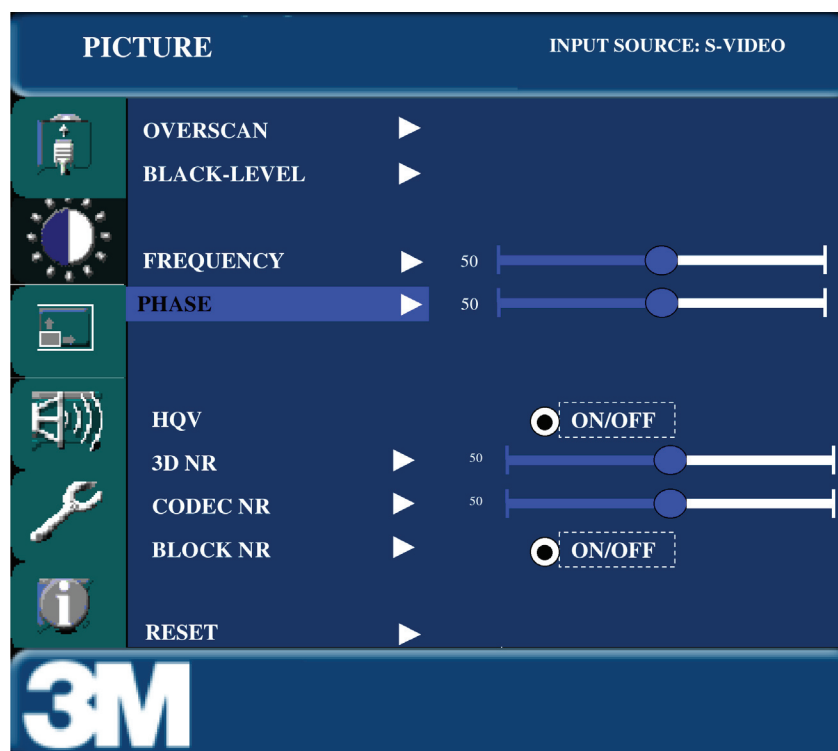 PICTURE INPUT SOURCE: S-VIDEO
OVERSCAN
BLACK-LEVEL
FREQUENCY 50
PHASE 50
HQV ON/OFF
3D NR 50
CODEC NR 50
BLOCK NR ON/OFF
RESET
3M